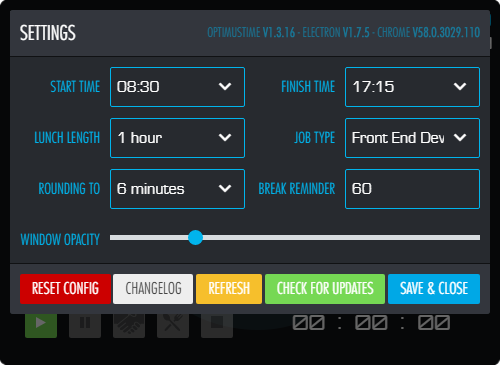 SETTINGS
OPTIMUSTIME V1.3.16 - ELECTRON V1.7.5 - CHROME V58.0.3029.110
START TIME 08:30 FINISH TIME 17:15
LUNCH LENGTH 1 hour JOB TYPE Front End Dev
ROUNDING TO 6 minutes BREAK REMINDER 60
WINDOW OPACITY
RESET CONFIG CHANGELOG REFRESH CHECK FOR UPDATES SAVE & CLOSE
00 : 00 : 00